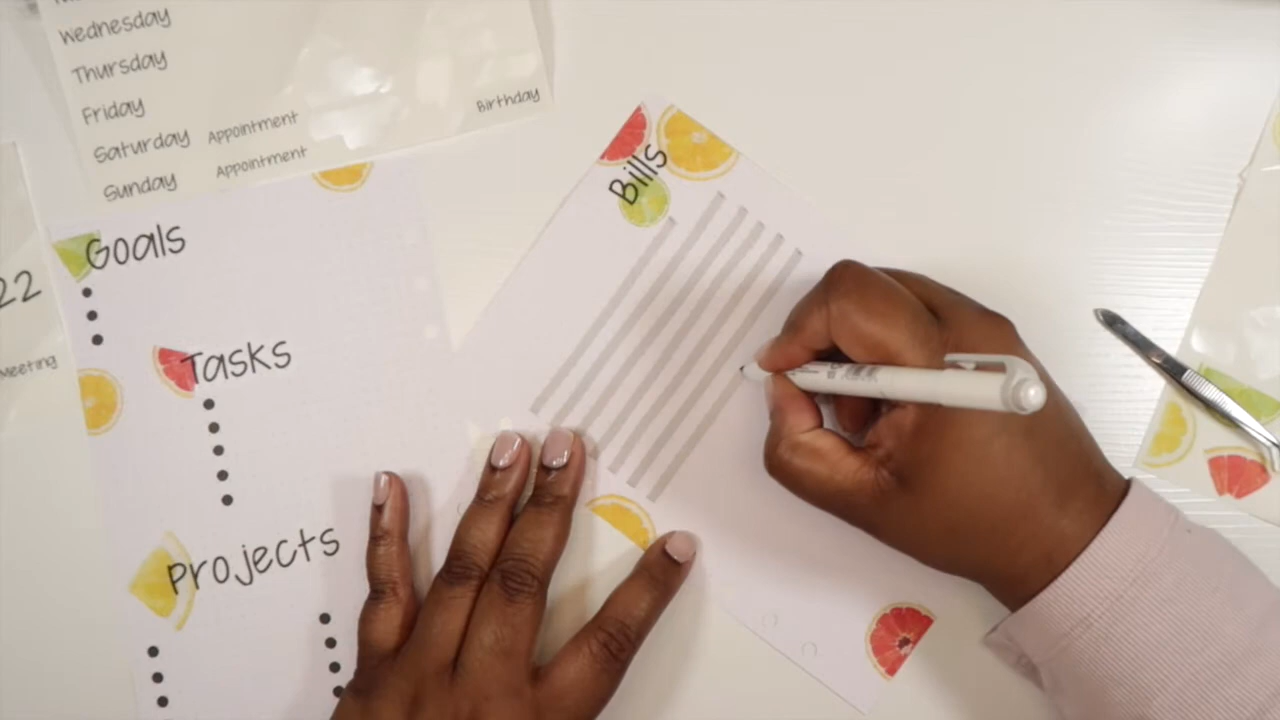 Wednesday
Thursday
Friday
Saturday
Sunday
Appointment
Appointment
Birthday
22
Meeting
Goals
Tasks
Projects
Bills